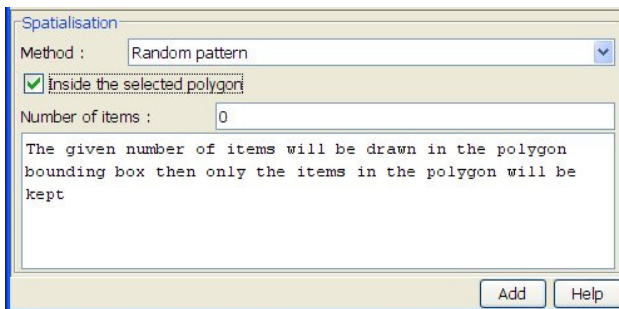 Spatialisation
Method : Random pattern
Inside the selected polygon
Number of items : 0
The given number of items will be drawn in the polygon
bounding box then only the items in the polygon will be
kept
Add Help